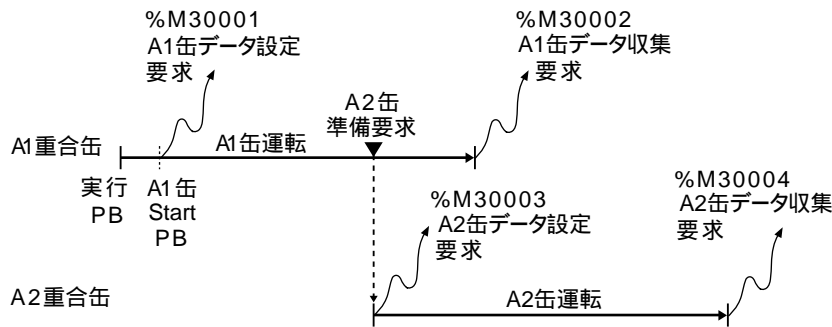 %M30001
A1缶データ設定
要求
%M30002
A1缶データ収集
要求
A2缶
準備要求
A1重合缶
A1缶運転
実行
PB
A1缶
Start
PB
%M30003
A2缶データ設定
要求
%M30004
A2缶データ収集
要求
A2重合缶
A2缶運転